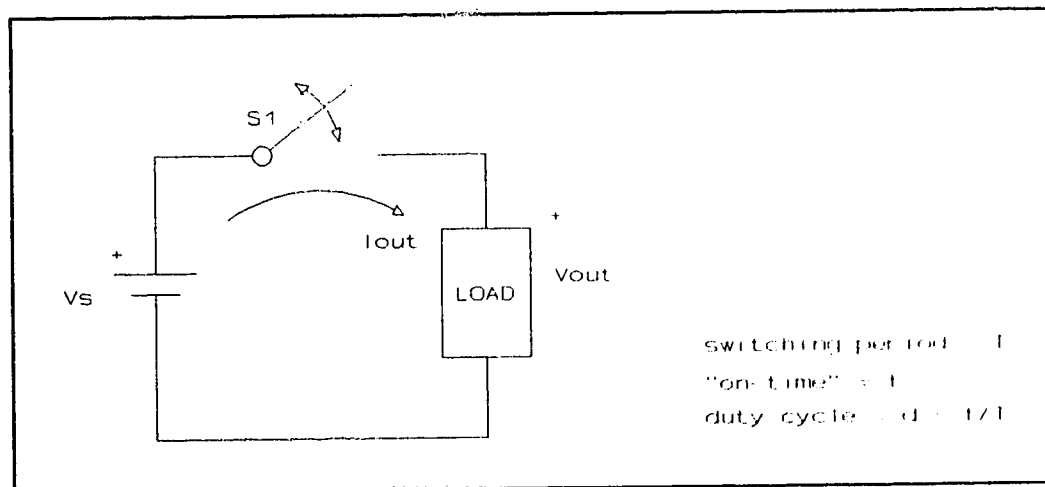 S1
Iout
+
+
Vs
LOAD
Vout
switching period
"on-time" = t
duty cycle = d = t/T